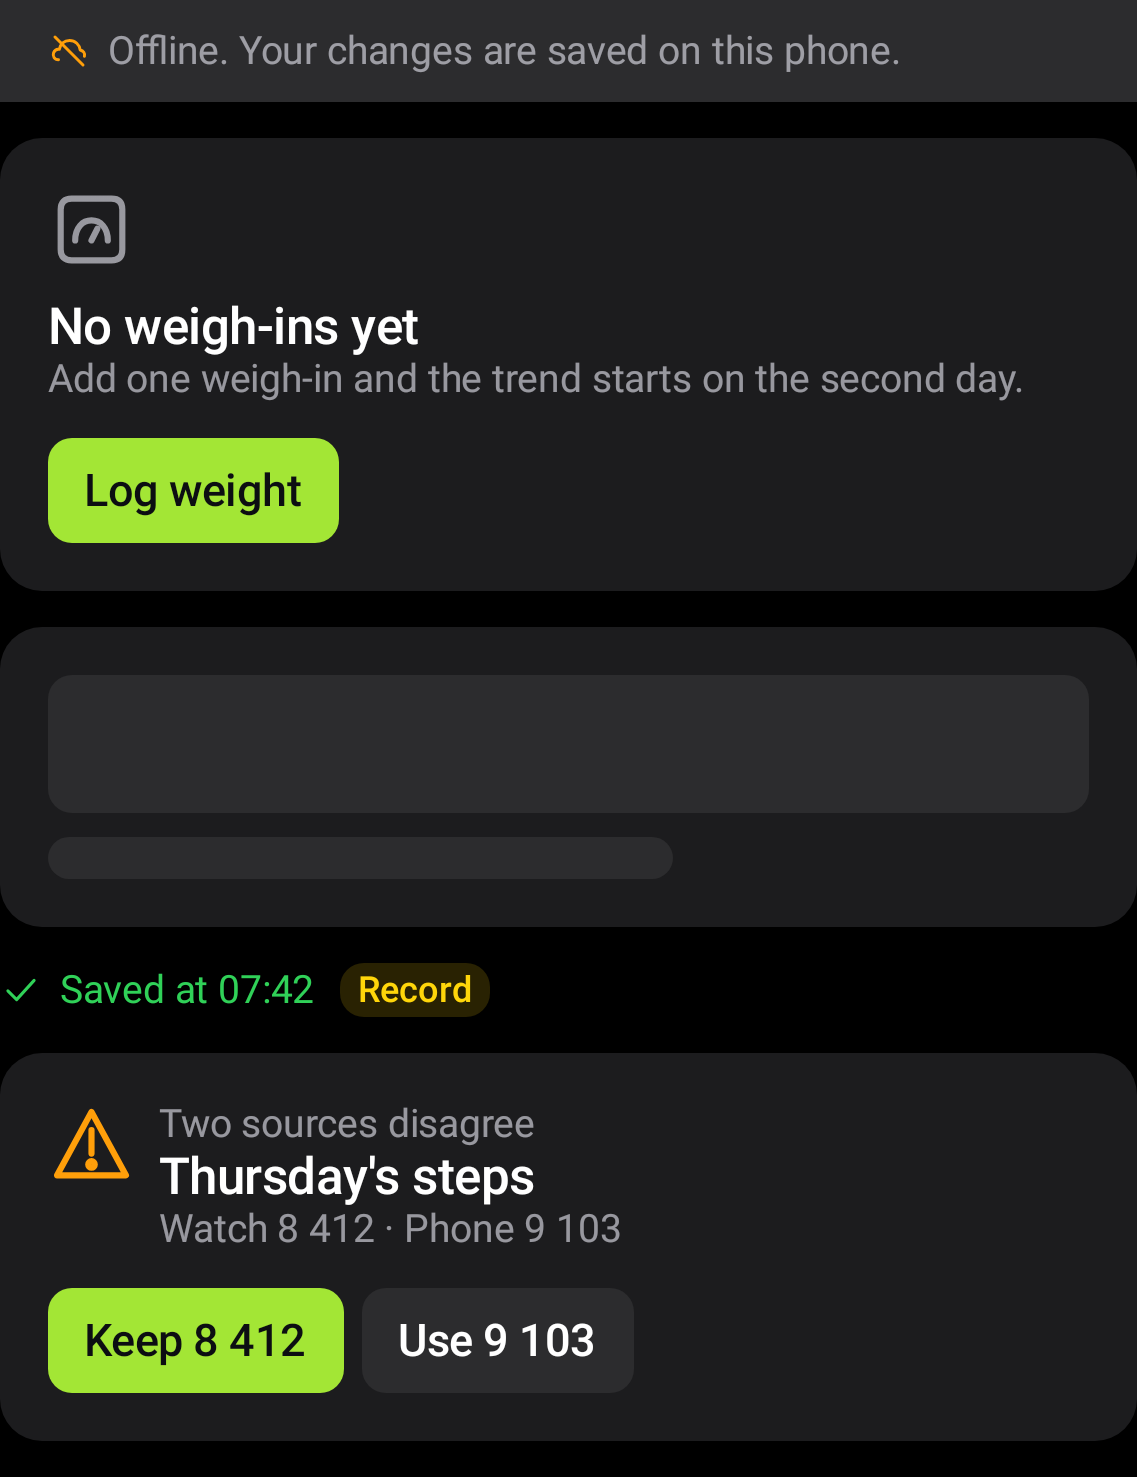 Offline. Your changes are saved on this phone.
No weigh-ins yet
Add one weigh-in and the trend starts on the second day.
Log weight
Saved at 07:42 Record
Two sources disagree
Thursday's steps
Watch 8 412 · Phone 9 103
Keep 8 412 Use 9 103